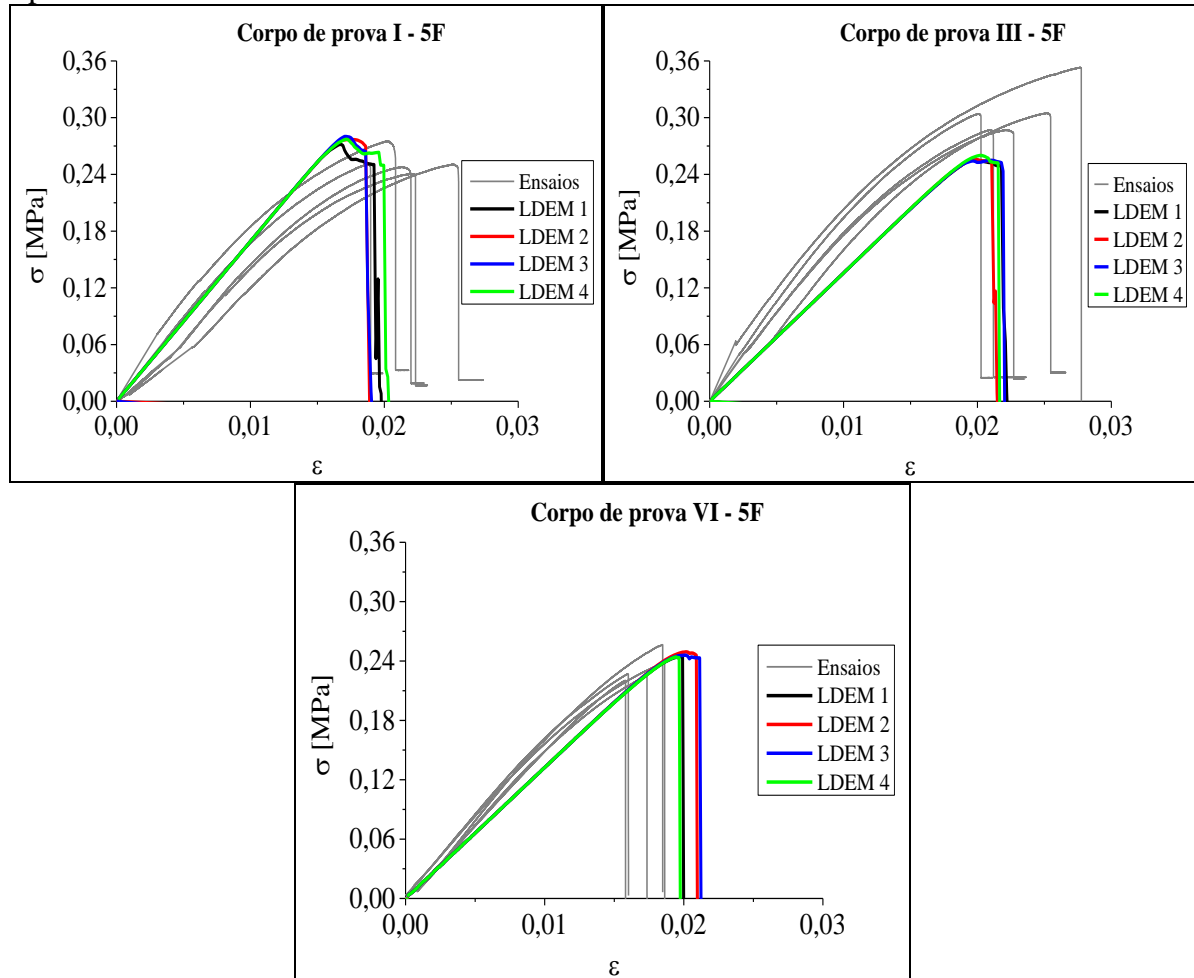 Corpo de prova I - 5F
0,36
0,30
0,24
0,18
0,12
0,06
0,00
σ [MPa]
Ensaios
LDEM 1
LDEM 2
LDEM 3
LDEM 4
0,00 0,01 0,02 0,03
ε
Corpo de prova III - 5F
0,36
0,30
0,24
0,18
0,12
0,06
0,00
σ [MPa]
Ensaios
LDEM 1
LDEM 2
LDEM 3
LDEM 4
0,00 0,01 0,02 0,03
ε
Corpo de prova VI - 5F
0,36
0,30
0,24
0,18
0,12
0,06
0,00
σ [MPa]
Ensaios
LDEM 1
LDEM 2
LDEM 3
LDEM 4
0,00 0,01 0,02 0,03
ε